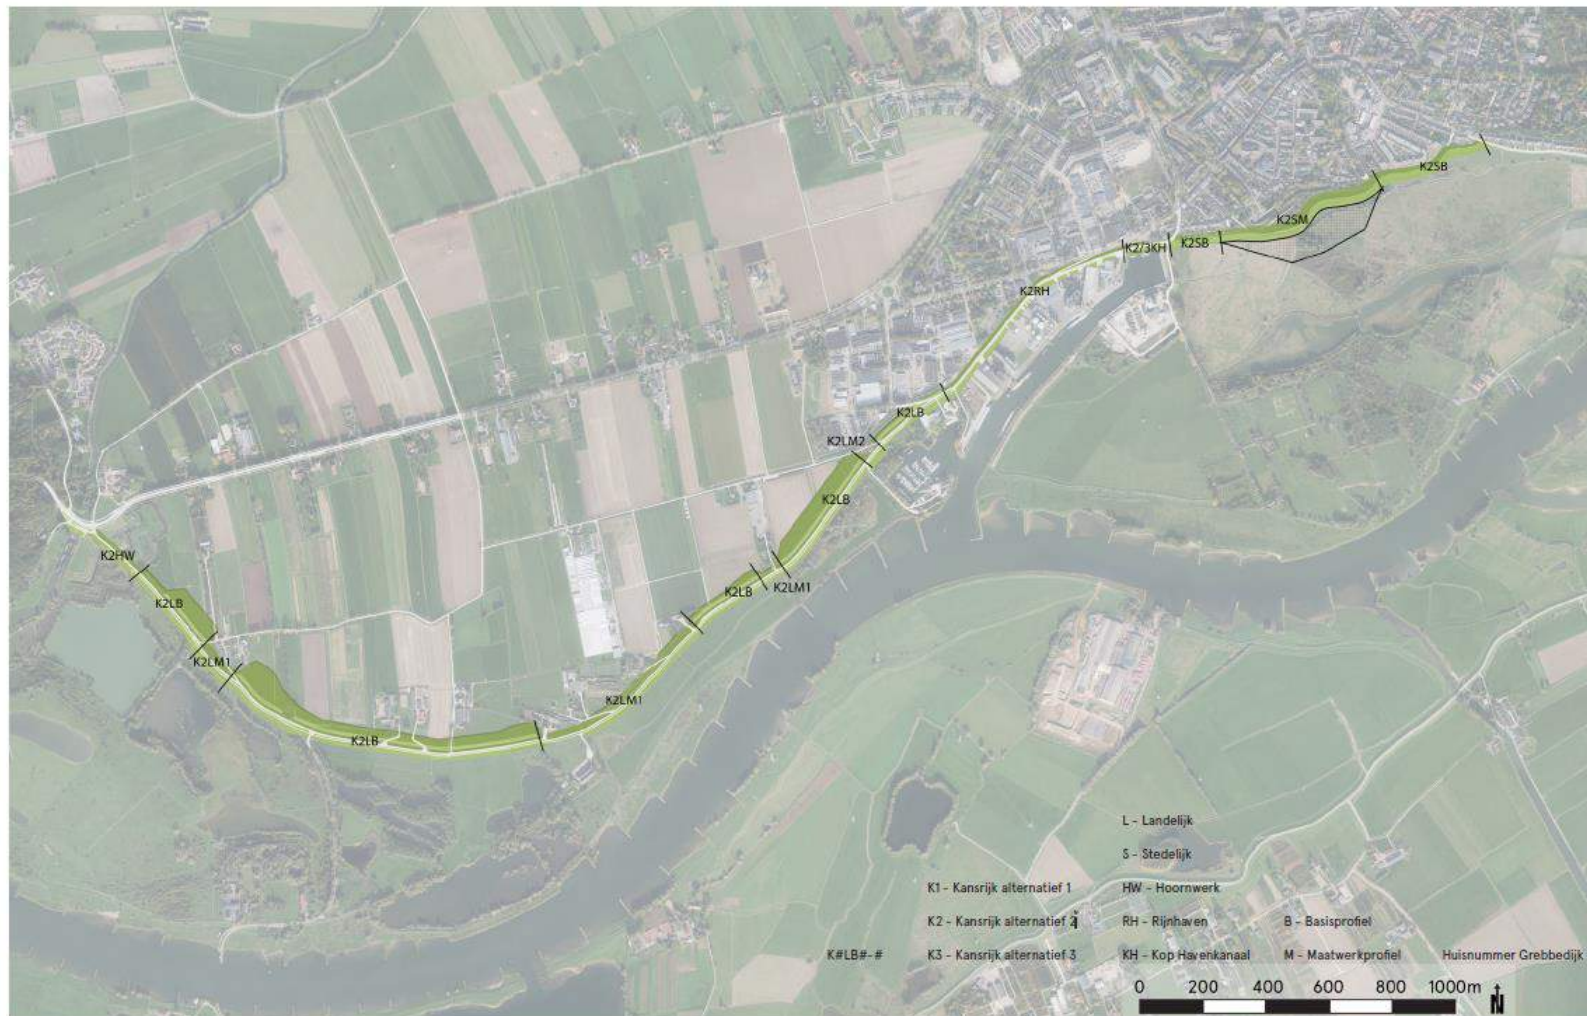 K2SB
K2SM
K2/3KH
K2SB
K2RH
K2LB
K2LM2
K2LB
K2HW
K2LB
K2LM1
K2LB
K2LM1
K2LM1
K2LB
L - Landelijk
S - Stedelijk
K1 - Kansrijk alternatief 1
HW - Hoornwerk
K2 - Kansrijk alternatief 2
RH - Rijnhaven
B - Basisprofiel
K#LB#-#
K3 - Kansrijk alternatief 3
KH - Kop Havenkanaal
M - Maatwerkprofiel
Huisnummer Grebbedijk
0 200 400 600 800 1000m
N